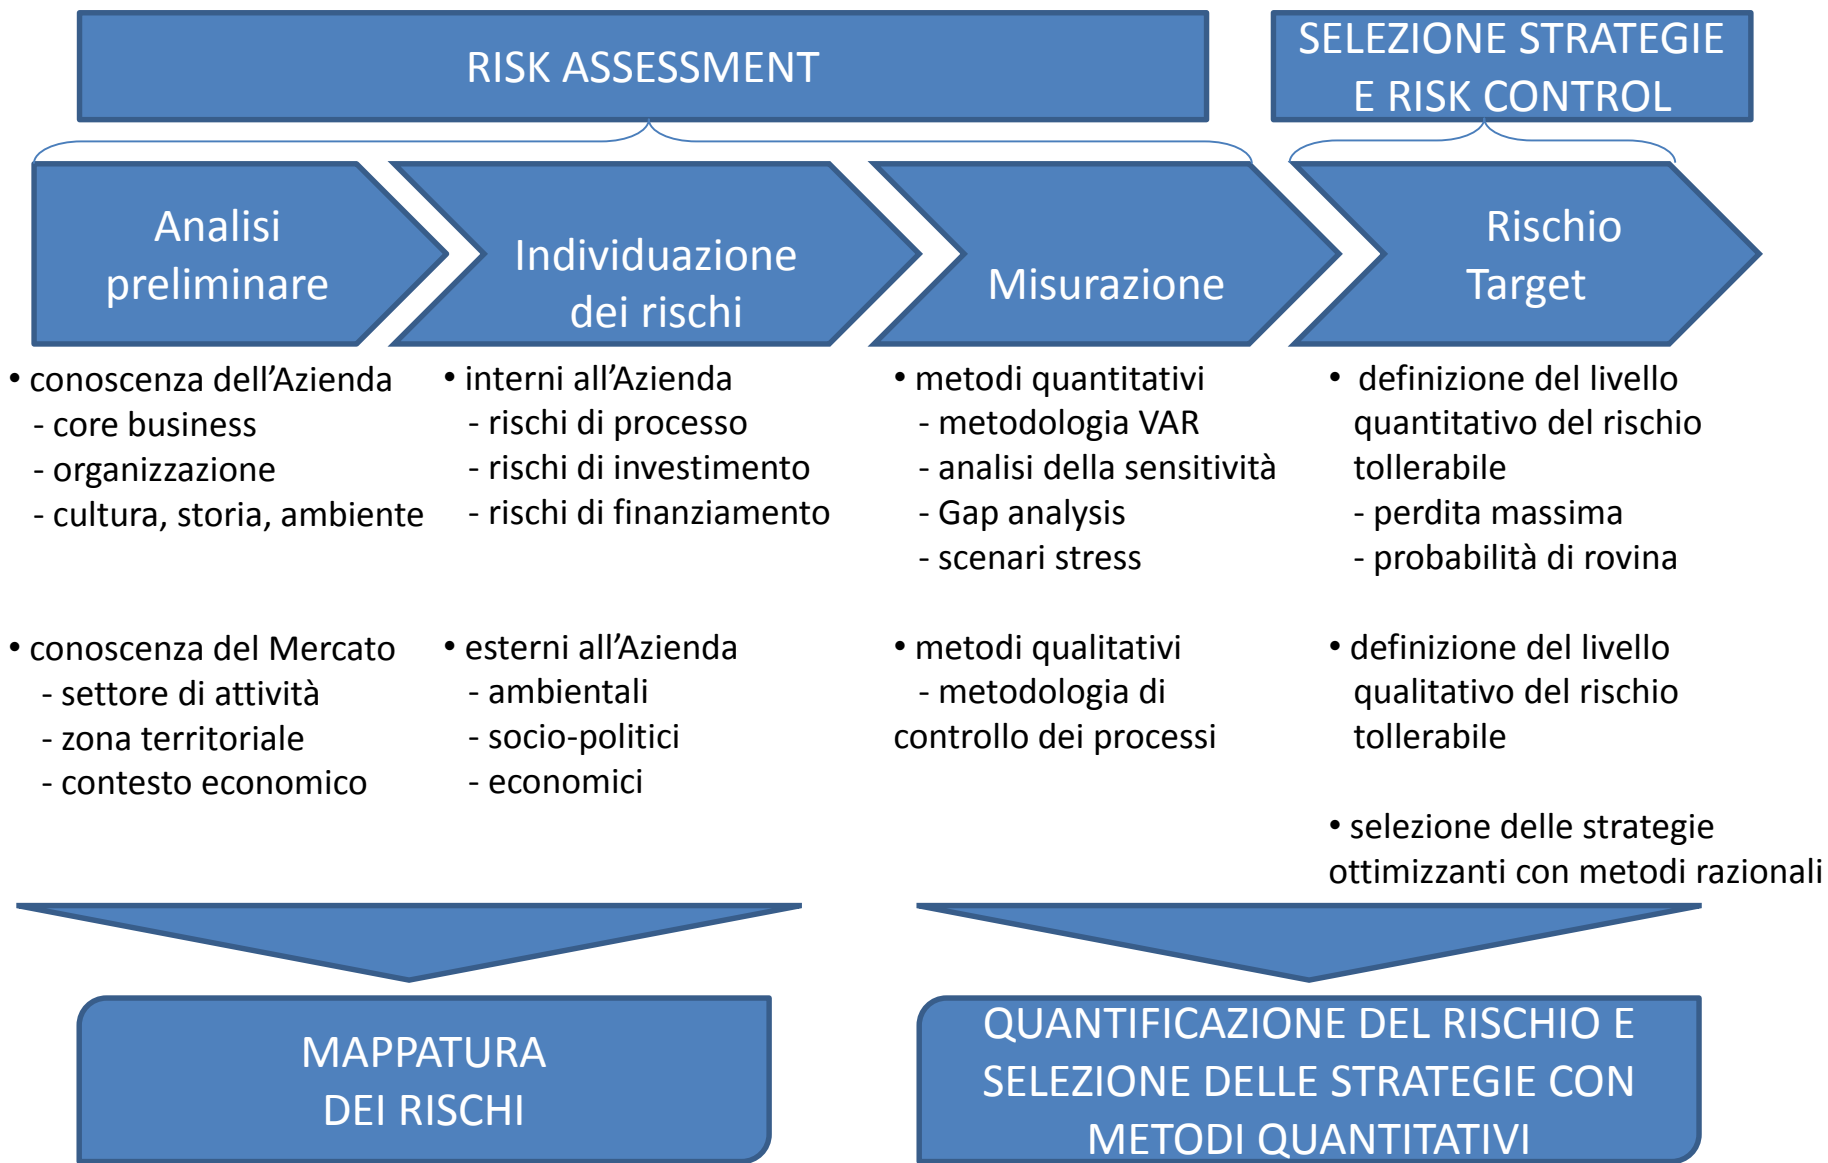 RISK ASSESSMENT
SELEZIONE STRATEGIE
E RISK CONTROL
Analisi
preliminare
Individuazione
dei rischi
Misurazione
Rischio
Target
• conoscenza dell’Azienda
- core business
- organizzazione
- cultura, storia, ambiente
• conoscenza del Mercato
- settore di attività
- zona territoriale
- contesto economico
• interni all’Azienda
- rischi di processo
- rischi di investimento
- rischi di finanziamento
• esterni all’Azienda
- ambientali
- socio-politici
- economici
• metodi quantitativi
- metodologia VAR
- analisi della sensitività
- Gap analysis
- scenari stress
• metodi qualitativi
- metodologia di
controllo dei processi
• definizione del livello
quantitativo del rischio
tollerabile
- perdita massima
- probabilità di rovina
• definizione del livello
qualitativo del rischio
tollerabile
• selezione delle strategie
ottimizzanti con metodi razionali
MAPPATURA
DEI RISCHI
QUANTIFICAZIONE DEL RISCHIO E
SELEZIONE DELLE STRATEGIE CON
METODI QUANTITATIVI